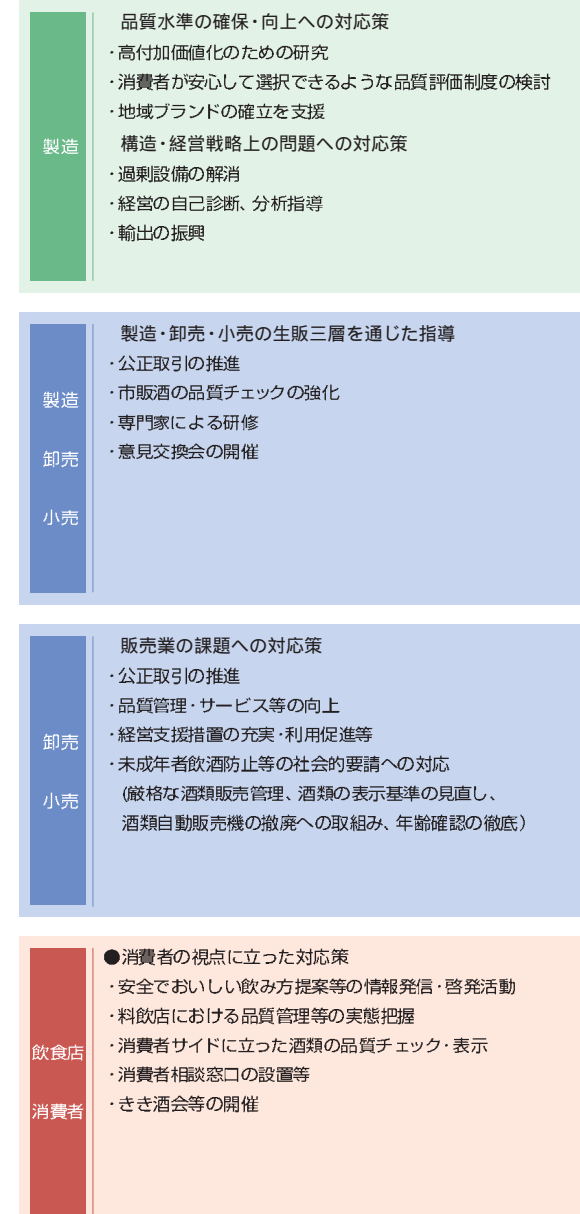 品質水準の確保・向上への対応策
・高付加価値化のための研究
・消費者が安心して選択できるような品質評価制度の検討
・地域ブランドの確立を支援
製造
構造・経営戦略上の問題への対応策
・過剰設備の解消
・経営の自己診断、分析指導
・輸出の振興
製造・卸売・小売の生販三層を通じた指導
・公正取引の推進
製造
・市販酒の品質チェックの強化
・専門家による研修
卸売
・意見交換会の開催
小売
販売業の課題への対応策
・公正取引の推進
・品質管理・サービス等の向上
卸売
・経営支援措置の充実・利用促進等
・未成年者飲酒防止等の社会的要請への対応
小売
(厳格な酒類販売管理、酒類の表示基準の見直し、
酒類自動販売機の撤廃への取組み、年齢確認の徹底)
●消費者の視点に立った対応策
・安全でおいしい飲み方提案等の情報発信・啓発活動
・料飲店における品質管理等の実態把握
飲食店
・消費者サイドに立った酒類の品質チェック・表示
・消費者相談窓口の設置等
消費者
・きき酒会等の開催